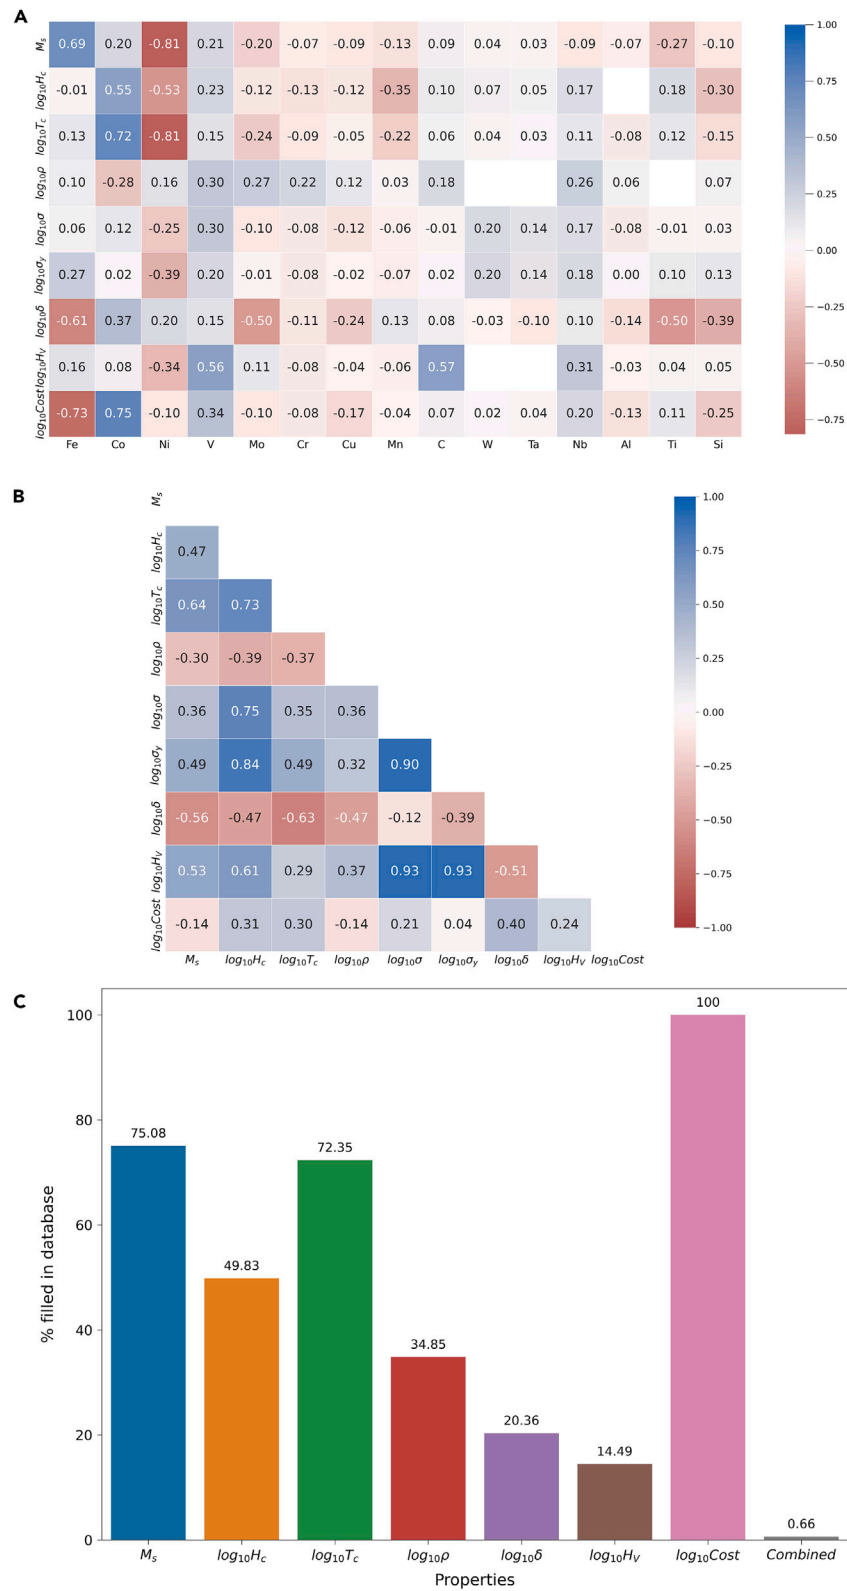 A
M_s 0.69 0.20 -0.81 0.21 -0.20 -0.07 -0.09 -0.13 0.09 0.04 0.03 -0.09 -0.07 -0.27 -0.10
log₁₀H_c -0.01 0.55 -0.53 0.23 -0.12 -0.13 -0.12 -0.35 0.10 0.07 0.05 0.17 0.18 -0.30
log₁₀T_c 0.13 0.72 -0.81 0.15 -0.24 -0.09 -0.05 -0.22 0.06 0.04 0.03 0.11 -0.08 0.12 -0.15
log₁₀ρ 0.10 -0.28 0.16 0.30 0.27 0.22 0.12 0.03 0.18 0.26 0.06 0.07
log₁₀σ 0.06 0.12 -0.25 0.30 -0.10 -0.08 -0.12 -0.06 -0.01 0.20 0.14 0.17 -0.08 -0.01 0.03
log₁₀σ_y 0.27 0.02 -0.39 0.20 -0.01 -0.08 -0.02 -0.07 0.02 0.20 0.14 0.18 0.00 0.10 0.13
log₁₀δ -0.61 0.37 0.20 0.15 -0.50 -0.11 -0.24 0.13 0.08 -0.03 -0.10 0.10 -0.14 -0.50 -0.39
log₁₀H_V 0.16 0.08 -0.34 0.56 0.11 -0.08 -0.04 -0.06 0.57 0.31 -0.03 0.04 0.05
log₁₀Cost -0.73 0.75 -0.10 0.34 -0.10 -0.08 -0.17 -0.04 0.07 0.02 0.04 0.20 -0.13 0.11 -0.25
Fe Co Ni V Mo Cr Cu Mn C W Ta Nb Al Ti Si
1.00
0.75
0.50
0.25
0.00
−0.25
−0.50
−0.75
B
M_s
log₁₀H_c 0.47
log₁₀T_c 0.64 0.73
log₁₀ρ -0.30 -0.39 -0.37
log₁₀σ 0.36 0.75 0.35 0.36
log₁₀σ_y 0.49 0.84 0.49 0.32 0.90
log₁₀δ -0.56 -0.47 -0.63 -0.47 -0.12 -0.39
log₁₀H_V 0.53 0.61 0.29 0.37 0.93 0.93 -0.51
log₁₀Cost -0.14 0.31 0.30 -0.14 0.21 0.04 0.40 0.24
M_s log₁₀H_c log₁₀T_c log₁₀ρ log₁₀σ log₁₀σ_y log₁₀δ log₁₀H_V log₁₀Cost
1.00
0.75
0.50
0.25
0.00
−0.25
−0.50
−0.75
−1.00
C
% filled in database
100
80
60
40
20
0
75.08
49.83
72.35
34.85
20.36
14.49
100
0.66
M_s log₁₀H_c log₁₀T_c log₁₀ρ log₁₀δ log₁₀H_V log₁₀Cost Combined
Properties